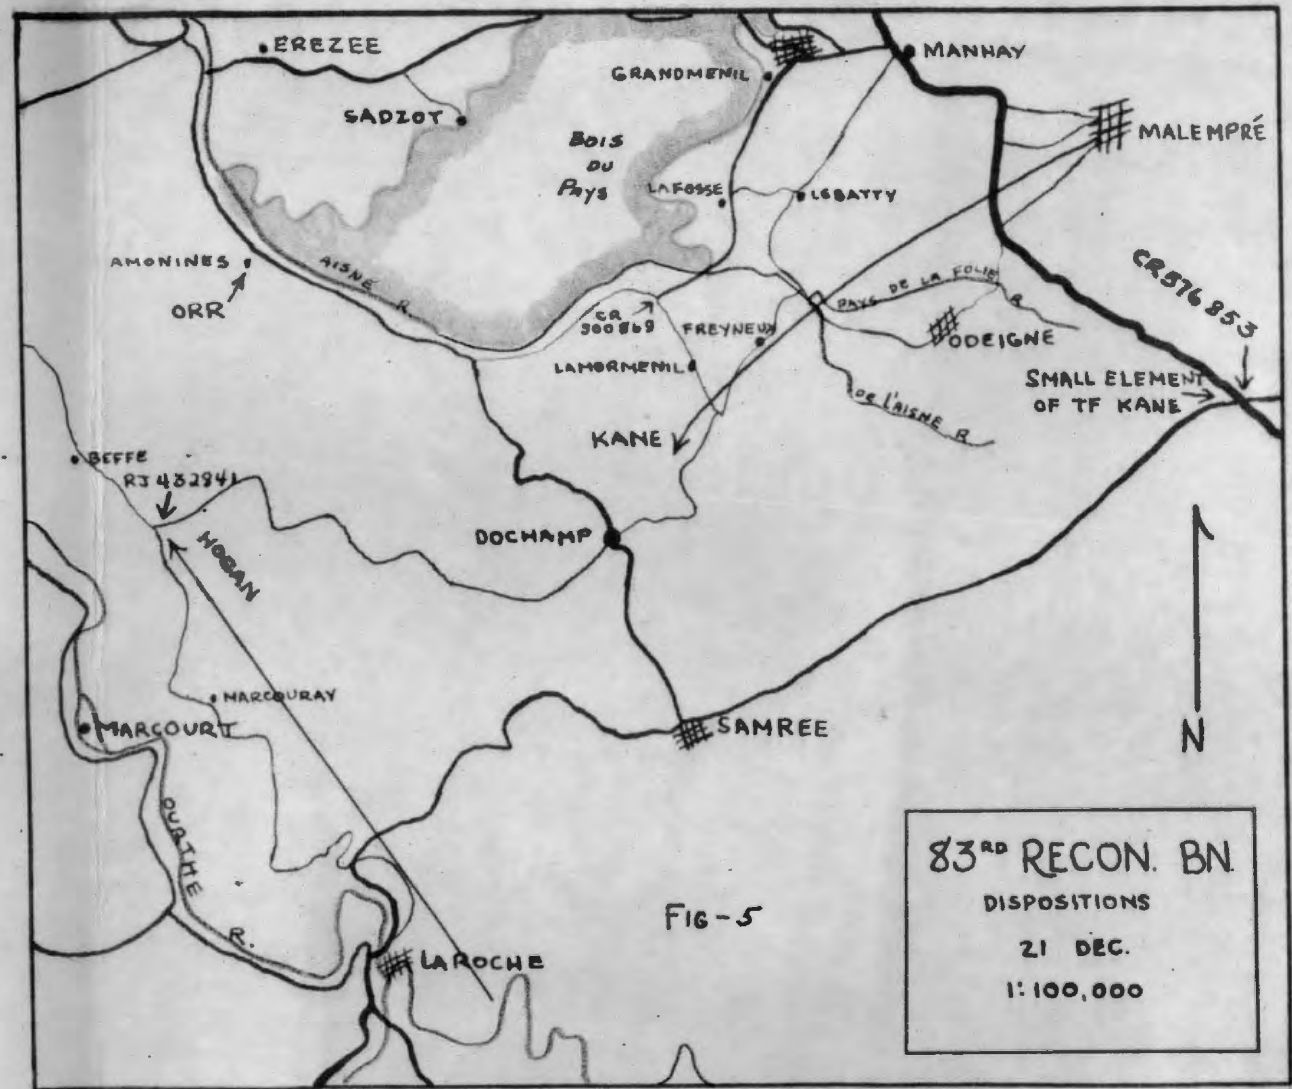 EREZEE
MANHAY
GRANDMENIL
SADZOT
MALEMPRÉ
BOIS
DU
PAYS
LAFOSSE
LEBATTY
AMONINES
ORR
AISNE R.
CR576853
PAYS DE LA FOLIE R
CR
500869
FREYNEUX
ODEIGNE
LAMORMENIL
SMALL ELEMENT
OF TF KANE
DE L'AISNE R
KANE
BEFFE
RJ 432841
HOGAN
DOCHAMP
MARCOURAY
MARCOURT
SAMREE
N
OURTHE R.
83RD RECON. BN.
DISPOSITIONS
21 DEC.
1:100,000
FIG-5
LAROCHE